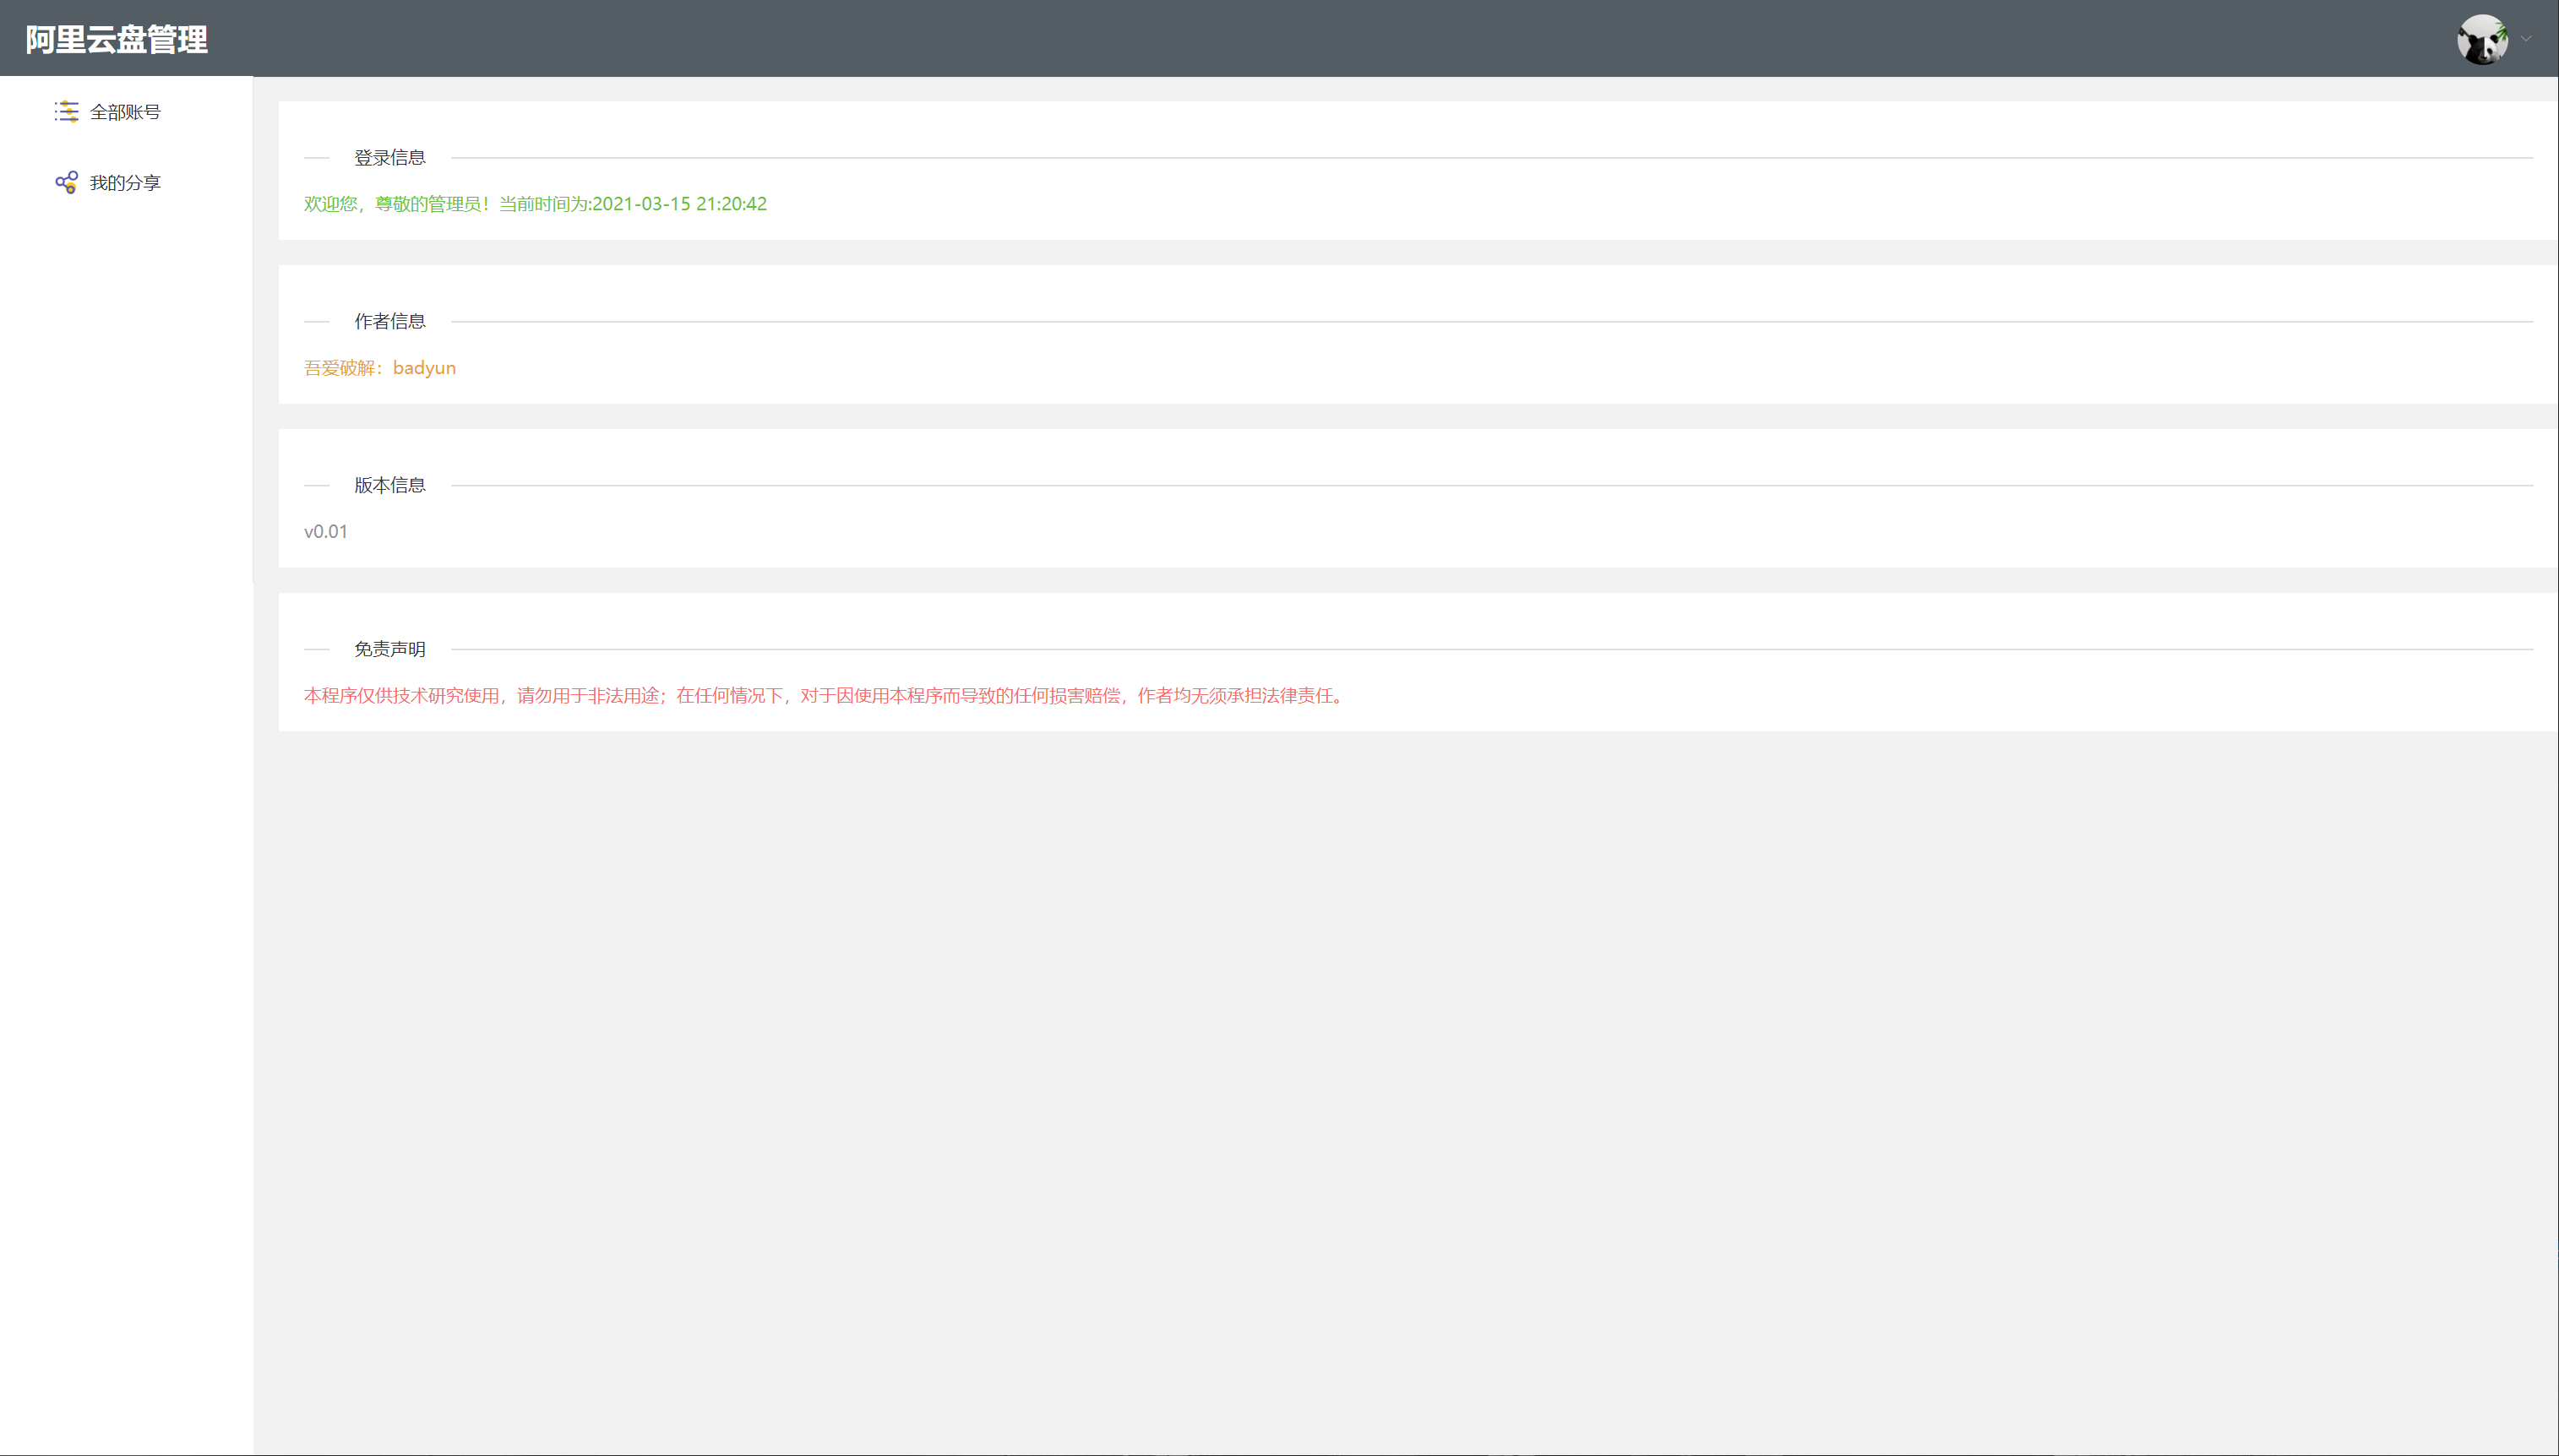 阿里云盘管理
全部账号
我的分享
登录信息
欢迎您，尊敬的管理员！当前时间为:2021-03-15 21:20:42
作者信息
吾爱破解：badyun
版本信息
v0.01
免责声明
本程序仅供技术研究使用，请勿用于非法用途；在任何情况下，对于因使用本程序而导致的任何损害赔偿，作者均无须承担法律责任。